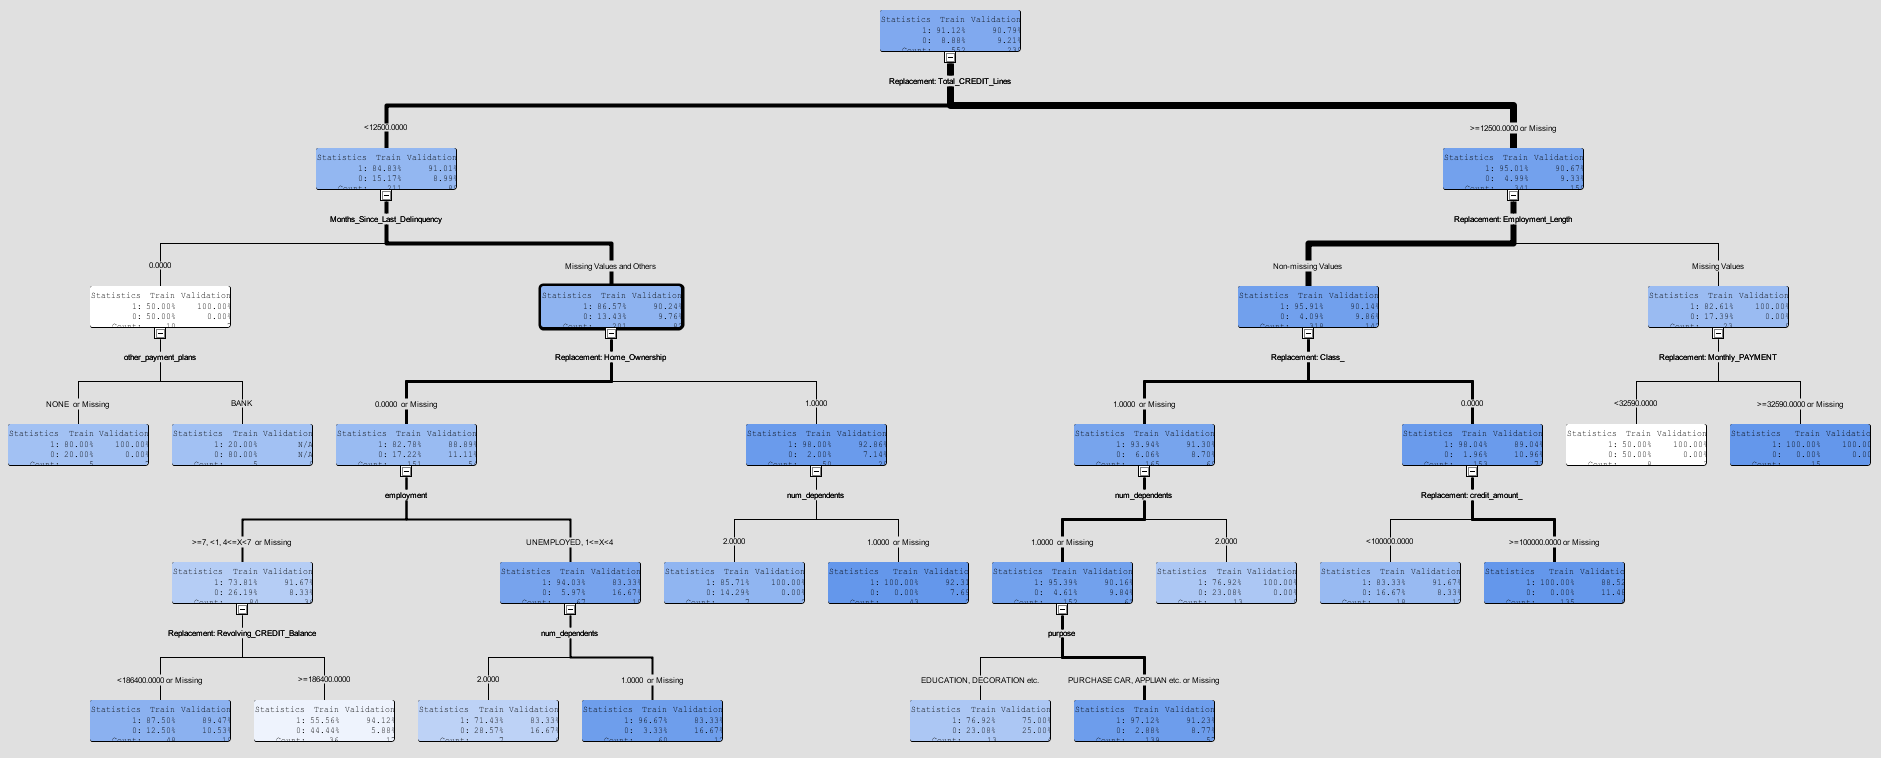 Statistics Train Validation
1: 91.12% 90.79%
0: 8.88% 9.21%
Replacement: Total_CREDIT_Lines
<12500.0000
>=12500.0000 or Missing
Statistics Train Validation
1: 84.83% 91.01%
0: 15.17% 8.99%
Statistics Train Validation
1: 95.01% 90.67%
0: 4.99% 9.33%
Months_Since_Last_Delinquency
Replacement: Employment_Length
0.0000
Missing Values and Others
Non-missing Values
Missing Values
Statistics Train Validation
1: 50.00% 100.00%
0: 50.00% 0.00%
Statistics Train Validation
1: 86.57% 90.24%
0: 13.43% 9.76%
Statistics Train Validation
1: 95.91% 90.14%
0: 4.09% 9.86%
Statistics Train Validation
1: 82.61% 100.00%
0: 17.39% 0.00%
other_payment_plans
Replacement: Home_Ownership
Replacement: Class_
Replacement: Monthly_PAYMENT
NONE or Missing
BANK
0.0000 or Missing
1.0000
1.0000 or Missing
0.0000
<32590.0000
>=32590.0000 or Missing
Statistics Train Validation
1: 80.00% 100.00%
0: 20.00% 0.00%
Statistics Train Validation
1: 20.00% N/A
0: 80.00% N/A
Statistics Train Validation
1: 82.78% 88.89%
0: 17.22% 11.11%
Statistics Train Validation
1: 98.00% 92.86%
0: 2.00% 7.14%
Statistics Train Validation
1: 93.94% 91.30%
0: 6.06% 8.70%
Statistics Train Validation
1: 98.04% 89.04%
0: 1.96% 10.96%
Statistics Train Validation
1: 50.00% 100.00%
0: 50.00% 0.00%
Statistics Train Validation
1: 100.00% 100.0
0: 0.00% 0.0
employment
num_dependents
num_dependents
Replacement: credit_amount_
>=7, <1, 4<=X<7 or Missing
UNEMPLOYED, 1<=X<4
2.0000
1.0000 or Missing
1.0000 or Missing
2.0000
<100000.0000
>=100000.0000 or Missing
Statistics Train Validation
1: 73.81% 91.67%
0: 26.19% 8.33%
Statistics Train Validation
1: 94.03% 83.33%
0: 5.97% 16.67%
Statistics Train Validation
1: 85.71% 100.00%
0: 14.29% 0.00%
Statistics Train Validation
1: 100.00% 92.31
0: 0.00% 7.6
Statistics Train Validation
1: 95.39% 90.16%
0: 4.61% 9.84%
Statistics Train Validation
1: 76.92% 100.00%
0: 23.08% 0.00%
Statistics Train Validation
1: 83.33% 91.67%
0: 16.67% 8.33%
Statistics Train Validation
1: 100.00% 88.52
0: 0.00% 11.4
Replacement: Revolving_CREDIT_Balance
num_dependents
purpose
<186400.0000 or Missing
>=186400.0000
2.0000
1.0000 or Missing
EDUCATION, DECORATION etc.
PURCHASE CAR, APPLIAN etc. or Missing
Statistics Train Validation
1: 87.50% 89.47%
0: 12.50% 10.53%
Statistics Train Validation
1: 55.56% 94.12%
0: 44.44% 5.88%
Statistics Train Validation
1: 71.43% 83.33%
0: 28.57% 16.67%
Statistics Train Validation
1: 96.67% 83.33%
0: 3.33% 16.67%
Statistics Train Validation
1: 76.92% 75.00%
0: 23.08% 25.00%
Statistics Train Validation
1: 97.12% 91.23%
0: 2.88% 8.77%